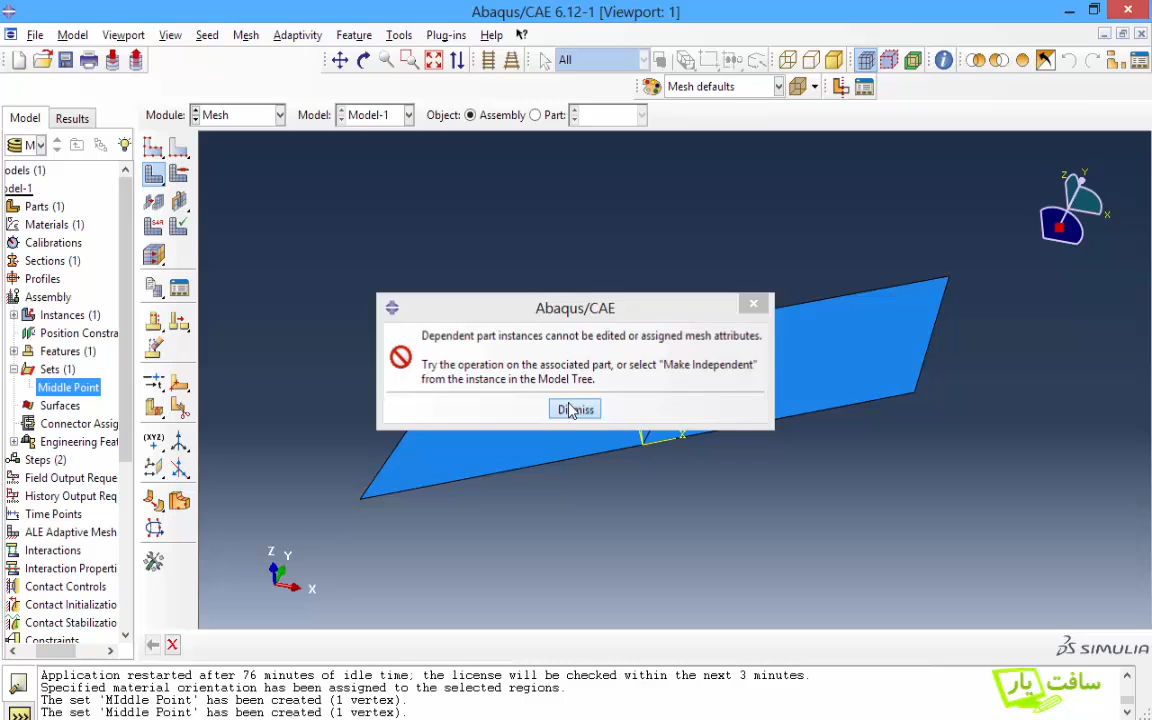 Abaqus/CAE 6.12-1 [Viewport: 1]
File Model Viewport View Seed Mesh Adaptivity Feature Tools Plug-ins Help
All
Mesh defaults
Model Results
Module: Mesh Model: Model-1 Object: Assembly Part:
M
odels (1)
odel-1
Parts (1)
Materials (1)
Calibrations
Sections (1)
Profiles
Assembly
Instances (1)
Position Constra
Features (1)
Sets (1)
Middle Point
Surfaces
Connector Assig
Engineering Feat
Steps (2)
Field Output Reque
History Output Req
Time Points
ALE Adaptive Mesh
Interactions
Interaction Properti
Contact Controls
Contact Initializatio
Contact Stabilizatio
Constraints
(XYZ)
Z Y X
Abaqus/CAE
Dependent part instances cannot be edited or assigned mesh attributes.
Try the operation on the associated part, or select "Make Independent"
from the instance in the Model Tree.
Dismiss
X
Z Y
X
SIMULIA
Application restarted after 76 minutes of idle time; the license will be checked within the next 3 minutes.
Specified material orientation has been assigned to the selected regions.
The set 'MIddle Point' has been created (1 vertex).
The set 'Middle Point' has been created (1 vertex).
>>>
سافت یار